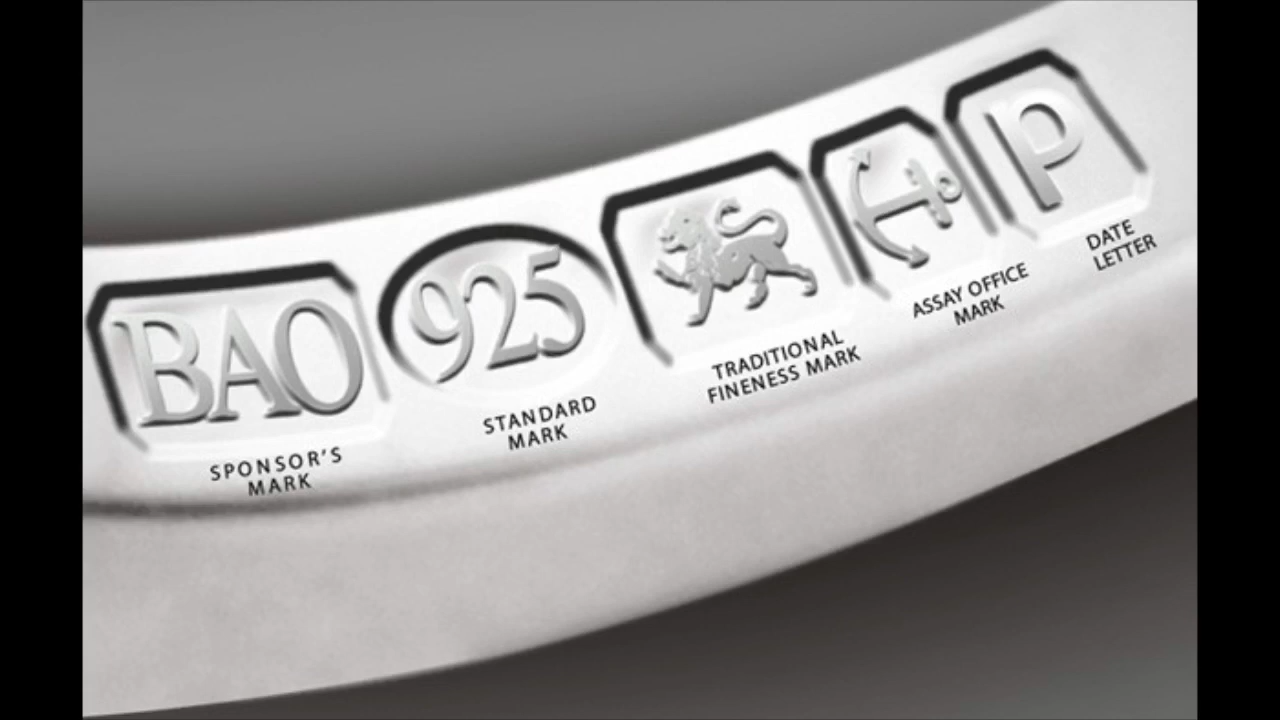 BAO
925
P
SPONSOR'S
MARK
STANDARD
MARK
TRADITIONAL
FINENESS MARK
ASSAY OFFICE
MARK
DATE
LETTER